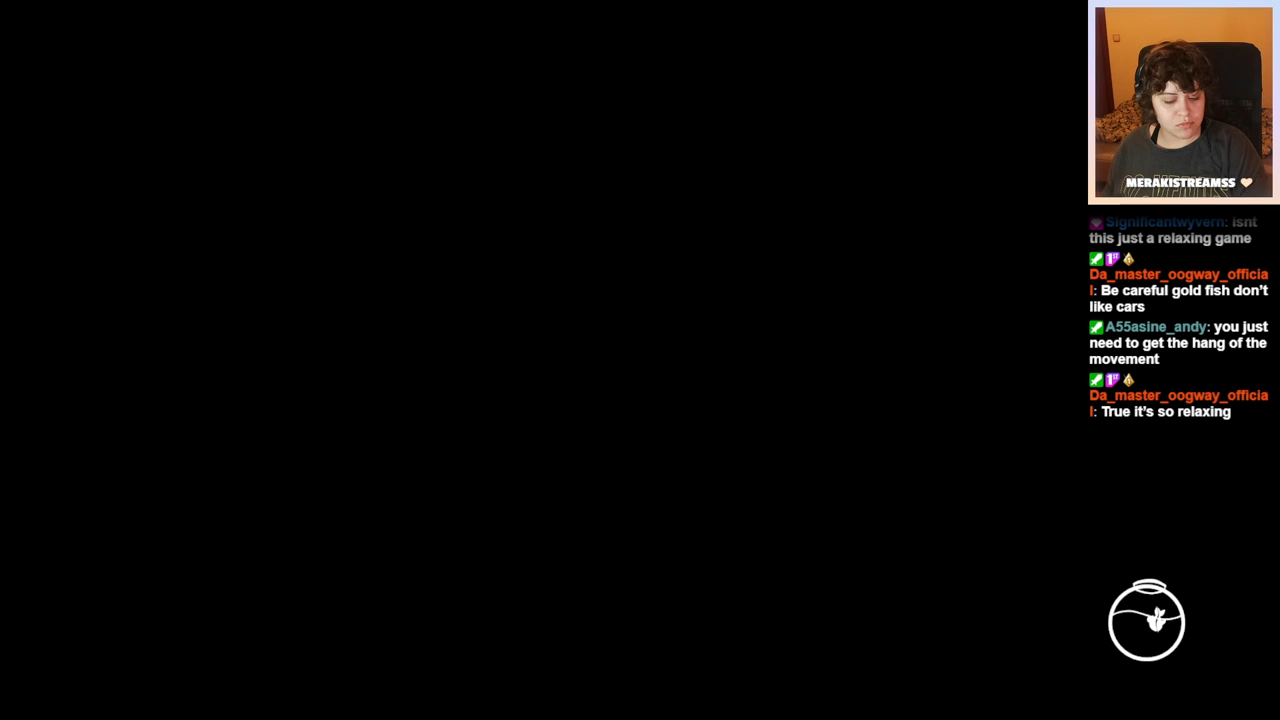 MERAKISTREAMSS
Significantwyvern: isnt
this just a relaxing game
Da_master_oogway_officia
l: Be careful gold fish don't
like cars
A55asine_andy: you just
need to get the hang of the
movement
Da_master_oogway_officia
l: True it's so relaxing